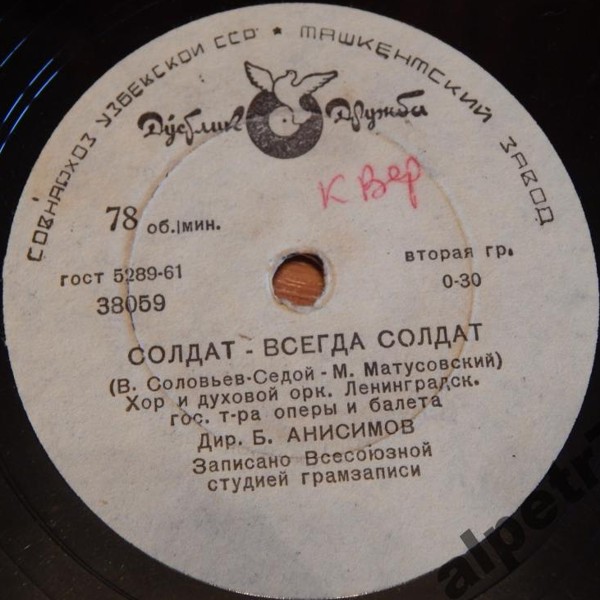 СОВНАРХОЗ УЗБЕКСКОЙ ССР ★ ТАШКЕНТСКИЙ ЗАВОД
Дӯстлик Дружба
К Вер
78 об./мин.
вторая гр.
гост 5289-61
0-30
38059
СОЛДАТ - ВСЕГДА СОЛДАТ
(В. Соловьев-Седой - М. Матусовский)
Хор и духовой орк. Ленинградск.
гос. т-ра оперы и балета
Дир. Б. АНИСИМОВ
Записано Всесоюзной
студией грамзаписи